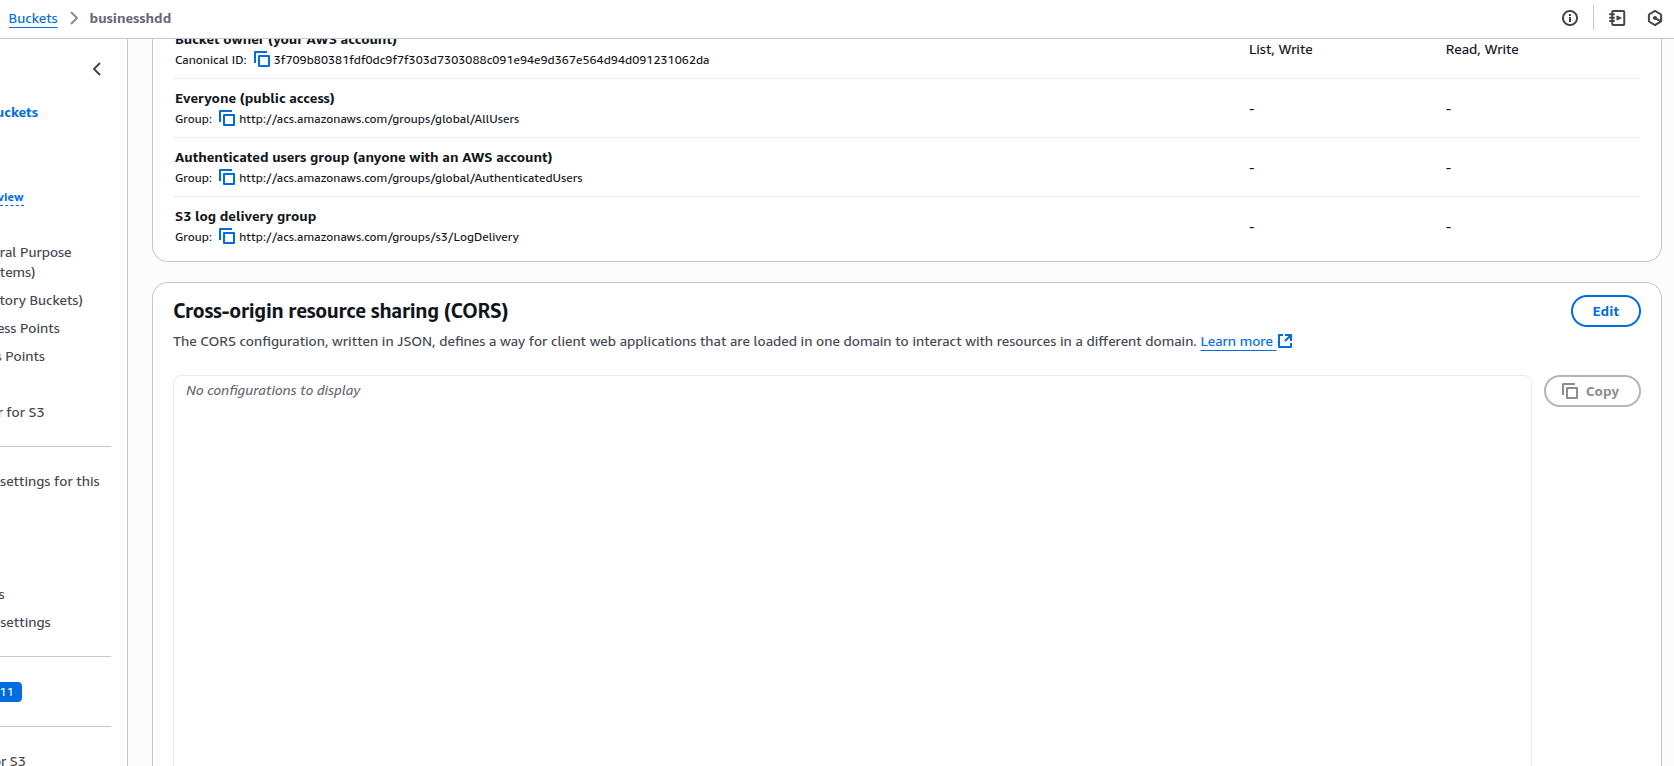 Buckets > businesshdd
Bucket owner (your AWS account)
Canonical ID: 3f709b80381fdf0dc9f7f303d7303088c091e94e9d367e564d94d091231062da
List, Write
Read, Write
Everyone (public access)
Group: http://acs.amazonaws.com/groups/global/AllUsers
-
-
Authenticated users group (anyone with an AWS account)
Group: http://acs.amazonaws.com/groups/global/AuthenticatedUsers
-
-
S3 log delivery group
Group: http://acs.amazonaws.com/groups/s3/LogDelivery
-
-
uckets
view
ral Purpose
tems)
tory Buckets)
ess Points
s Points
r for S3
settings for this
s
settings
11
or S3
Cross-origin resource sharing (CORS)
Edit
The CORS configuration, written in JSON, defines a way for client web applications that are loaded in one domain to interact with resources in a different domain. Learn more
No configurations to display
Copy